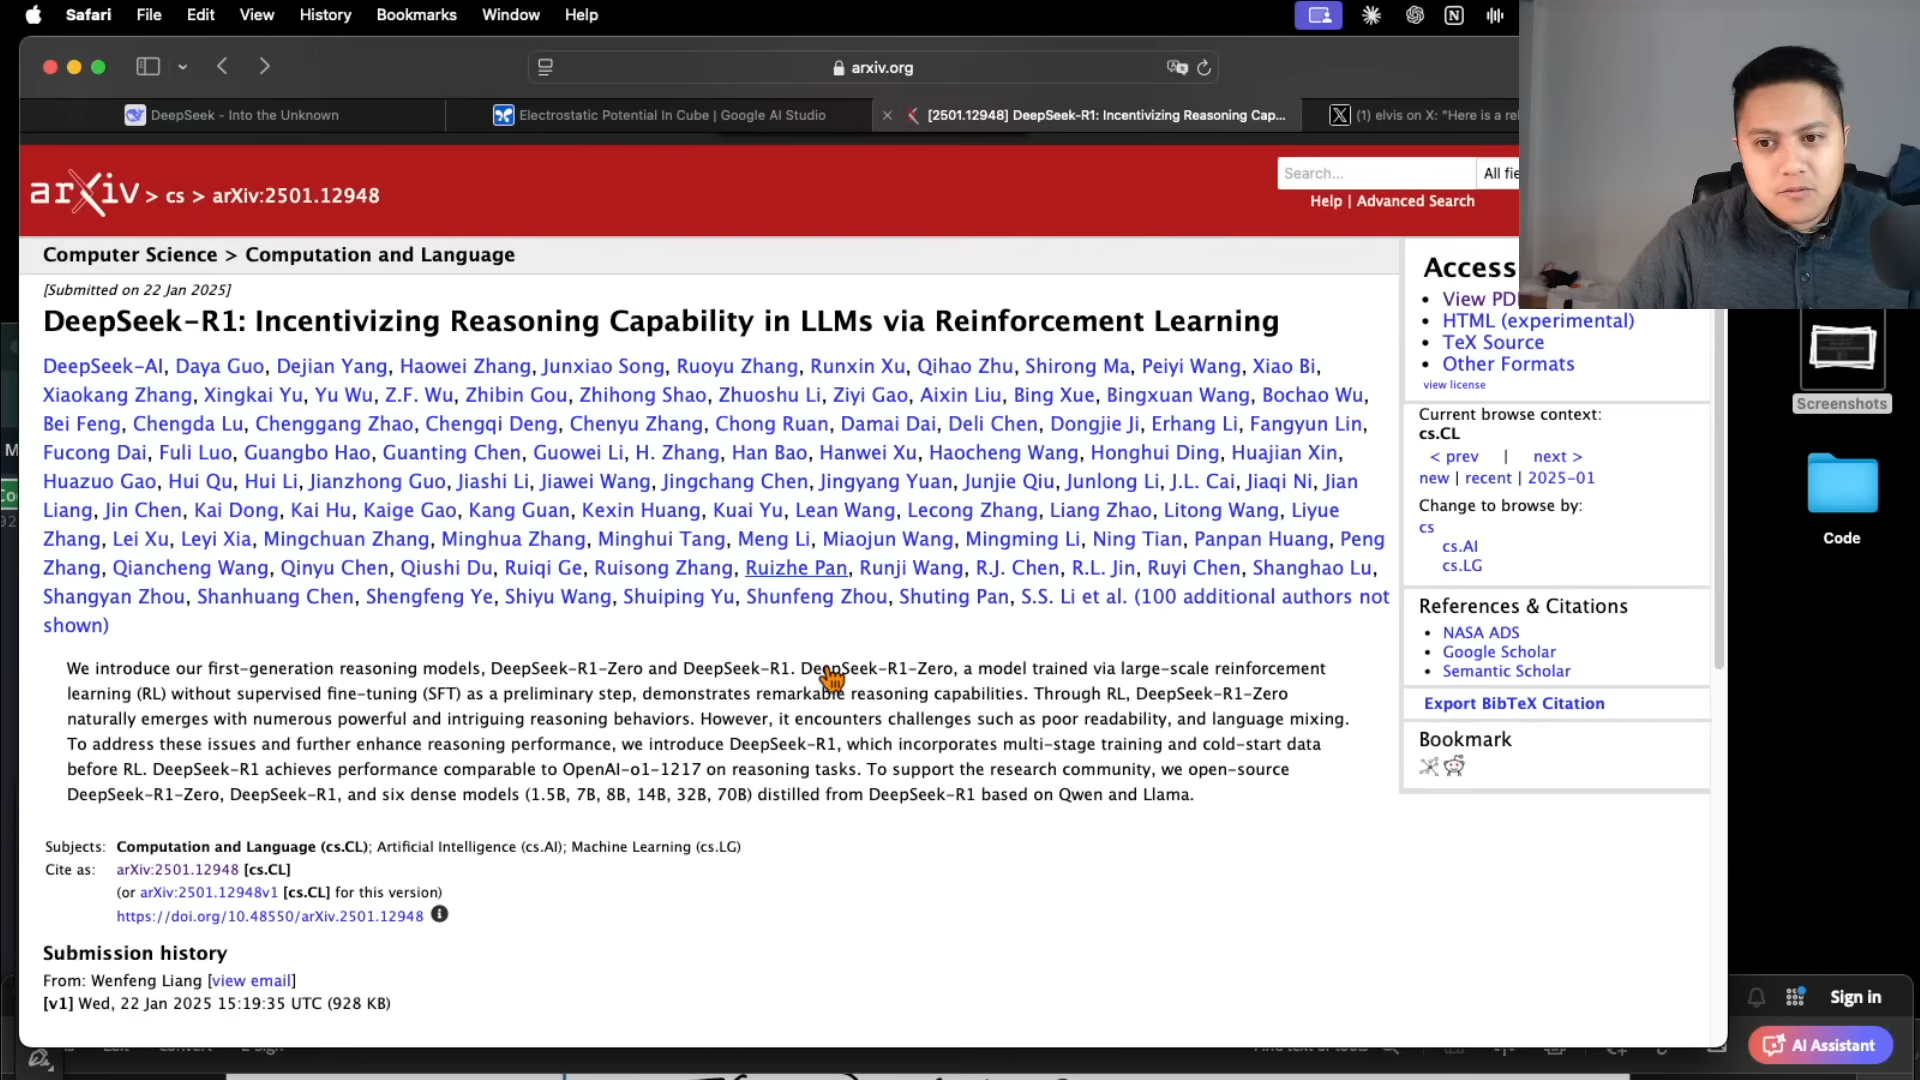 Safari File Edit View History Bookmarks Window Help
arxiv.org
DeepSeek - Into the Unknown
Electrostatic Potential In Cube | Google AI Studio
[2501.12948] DeepSeek-R1: Incentivizing Reasoning Cap...
(1) elvis on X: "Here is a rel
arXiv > cs > arXiv:2501.12948
Search...
All fie
Help | Advanced Search
Computer Science > Computation and Language
[Submitted on 22 Jan 2025]
DeepSeek-R1: Incentivizing Reasoning Capability in LLMs via Reinforcement Learning
DeepSeek-AI, Daya Guo, Dejian Yang, Haowei Zhang, Junxiao Song, Ruoyu Zhang, Runxin Xu, Qihao Zhu, Shirong Ma, Peiyi Wang, Xiao Bi,
Xiaokang Zhang, Xingkai Yu, Yu Wu, Z.F. Wu, Zhibin Gou, Zhihong Shao, Zhuoshu Li, Ziyi Gao, Aixin Liu, Bing Xue, Bingxuan Wang, Bochao Wu,
Bei Feng, Chengda Lu, Chenggang Zhao, Chengqi Deng, Chenyu Zhang, Chong Ruan, Damai Dai, Deli Chen, Dongjie Ji, Erhang Li, Fangyun Lin,
Fucong Dai, Fuli Luo, Guangbo Hao, Guanting Chen, Guowei Li, H. Zhang, Han Bao, Hanwei Xu, Haocheng Wang, Honghui Ding, Huajian Xin,
Huazuo Gao, Hui Qu, Hui Li, Jianzhong Guo, Jiashi Li, Jiawei Wang, Jingchang Chen, Jingyang Yuan, Junjie Qiu, Junlong Li, J.L. Cai, Jiaqi Ni, Jian
Liang, Jin Chen, Kai Dong, Kai Hu, Kaige Gao, Kang Guan, Kexin Huang, Kuai Yu, Lean Wang, Lecong Zhang, Liang Zhao, Litong Wang, Liyue
Zhang, Lei Xu, Leyi Xia, Mingchuan Zhang, Minghua Zhang, Minghui Tang, Meng Li, Miaojun Wang, Mingming Li, Ning Tian, Panpan Huang, Peng
Zhang, Qiancheng Wang, Qinyu Chen, Qiushi Du, Ruiqi Ge, Ruisong Zhang, Ruizhe Pan, Runji Wang, R.J. Chen, R.L. Jin, Ruyi Chen, Shanghao Lu,
Shangyan Zhou, Shanhuang Chen, Shengfeng Ye, Shiyu Wang, Shuiping Yu, Shunfeng Zhou, Shuting Pan, S.S. Li et al. (100 additional authors not
shown)
We introduce our first-generation reasoning models, DeepSeek-R1-Zero and DeepSeek-R1. DeepSeek-R1-Zero, a model trained via large-scale reinforcement
learning (RL) without supervised fine-tuning (SFT) as a preliminary step, demonstrates remarkable reasoning capabilities. Through RL, DeepSeek-R1-Zero
naturally emerges with numerous powerful and intriguing reasoning behaviors. However, it encounters challenges such as poor readability, and language mixing.
To address these issues and further enhance reasoning performance, we introduce DeepSeek-R1, which incorporates multi-stage training and cold-start data
before RL. DeepSeek-R1 achieves performance comparable to OpenAI-o1-1217 on reasoning tasks. To support the research community, we open-source
DeepSeek-R1-Zero, DeepSeek-R1, and six dense models (1.5B, 7B, 8B, 14B, 32B, 70B) distilled from DeepSeek-R1 based on Qwen and Llama.
Subjects: Computation and Language (cs.CL); Artificial Intelligence (cs.AI); Machine Learning (cs.LG)
Cite as: arXiv:2501.12948 [cs.CL]
(or arXiv:2501.12948v1 [cs.CL] for this version)
https://doi.org/10.48550/arXiv.2501.12948
Submission history
From: Wenfeng Liang [view email]
[v1] Wed, 22 Jan 2025 15:19:35 UTC (928 KB)
Access
View PD
HTML (experimental)
TeX Source
Other Formats
view license
Current browse context:
cs.CL
< prev | next >
new | recent | 2025-01
Change to browse by:
cs
cs.AI
cs.LG
References & Citations
NASA ADS
Google Scholar
Semantic Scholar
Export BibTeX Citation
Bookmark
Screenshots
Code
Sign in
AI Assistant